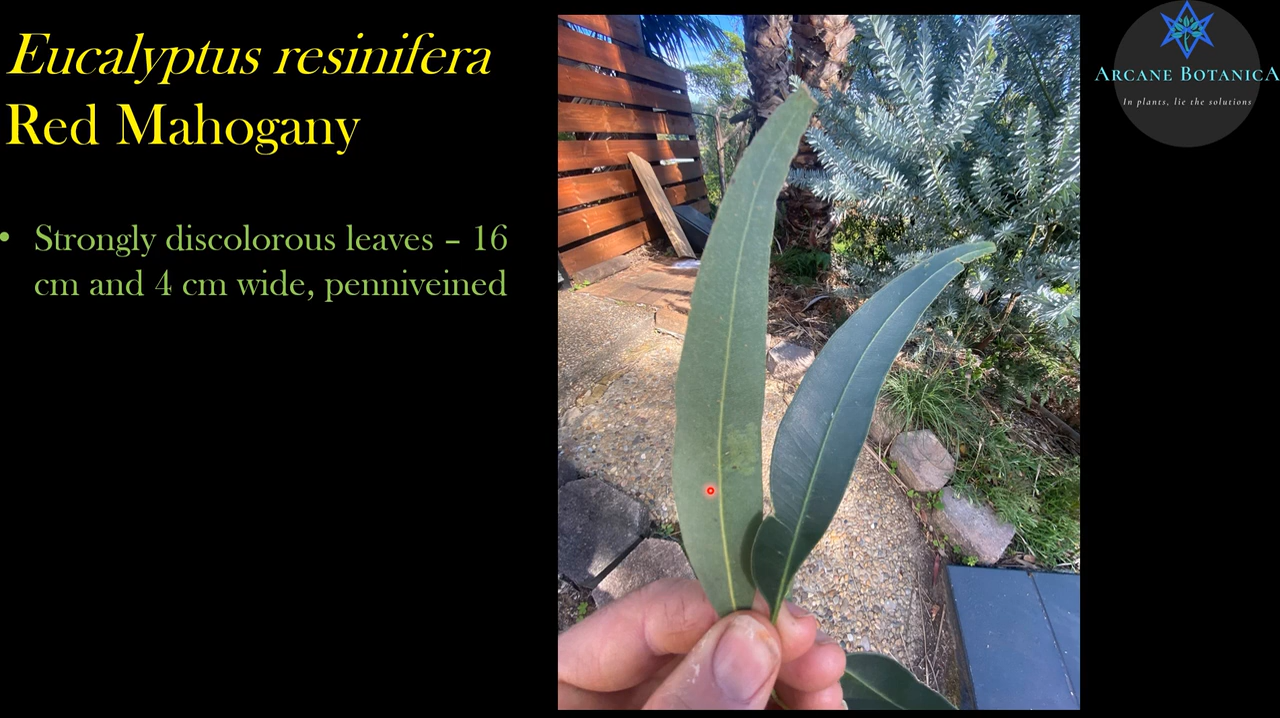 Eucalyptus resinifera
Red Mahogany
• Strongly discolorous leaves – 16
cm and 4 cm wide, penniveined
ARCANE BOTANICA
In plants, lie the solutions